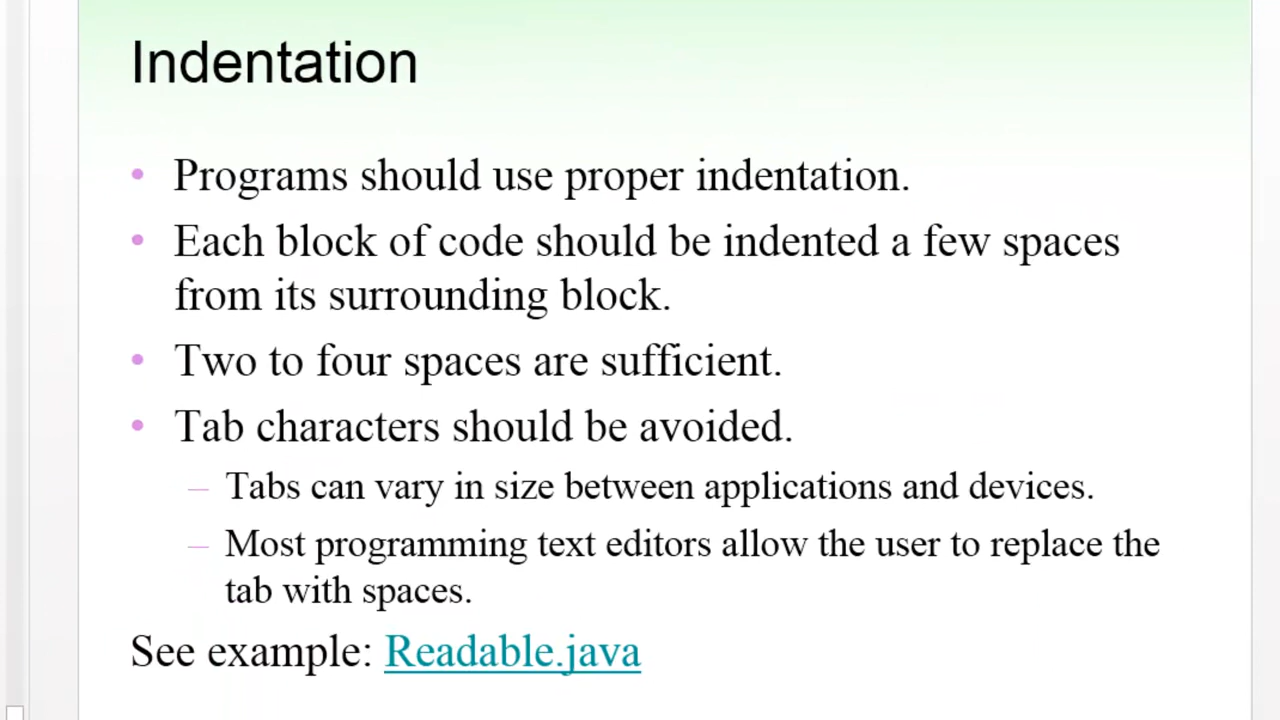 Indentation
• Programs should use proper indentation.
• Each block of code should be indented a few spaces
from its surrounding block.
• Two to four spaces are sufficient.
• Tab characters should be avoided.
– Tabs can vary in size between applications and devices.
– Most programming text editors allow the user to replace the
tab with spaces.
See example: Readable.java